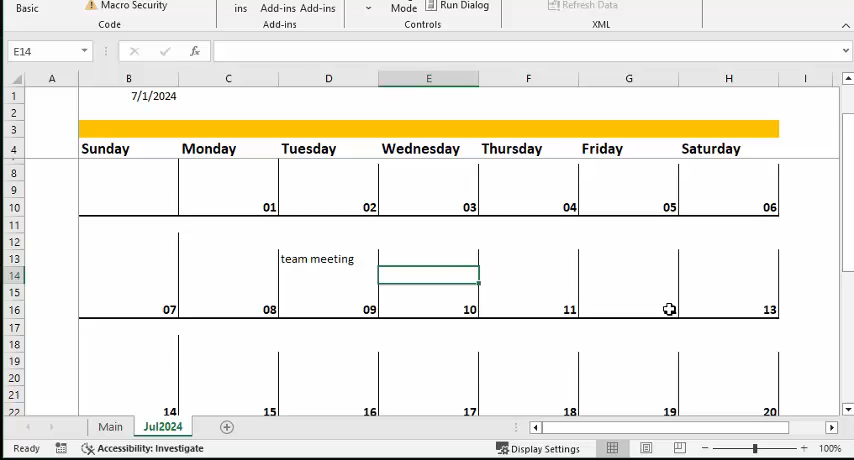 Basic
Macro Security
Code
ins Add-ins Add-ins
Add-ins
Mode
Run Dialog
Controls
Refresh Data
XML
E14
fx
A B C D E F G H I
1 7/1/2024
2
3
4 Sunday Monday Tuesday Wednesday Thursday Friday Saturday
8
9
10 01 02 03 04 05 06
11
12
13 team meeting
14
15
16 07 08 09 10 11 13
17
18
19
20
21
22 14 15 16 17 18 19 20
Main Jul2024
Ready Accessibility: Investigate Display Settings 100%